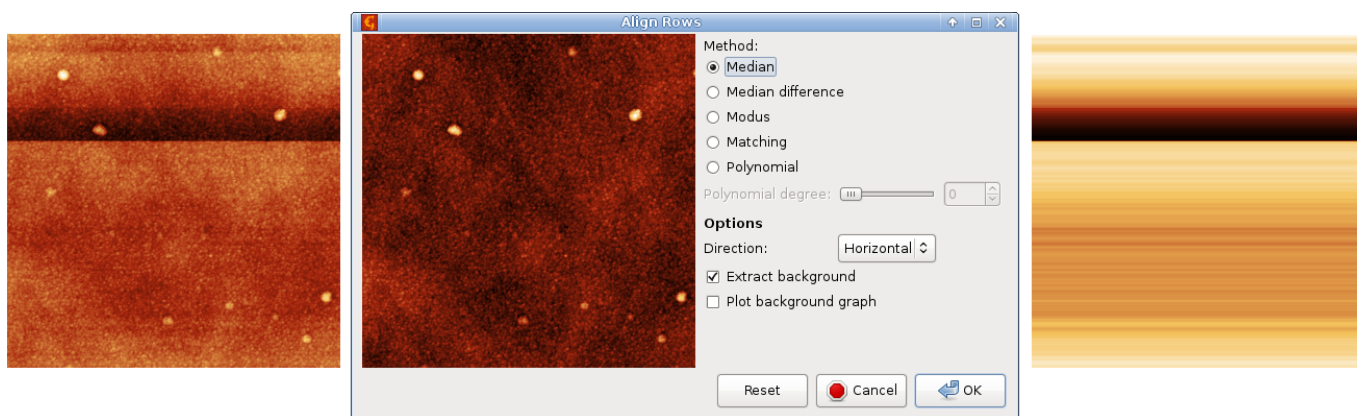 Align Rows
Method:
Median
Median difference
Modus
Matching
Polynomial
Polynomial degree: 0
Options
Direction: Horizontal
Extract background
Plot background graph
Reset Cancel OK